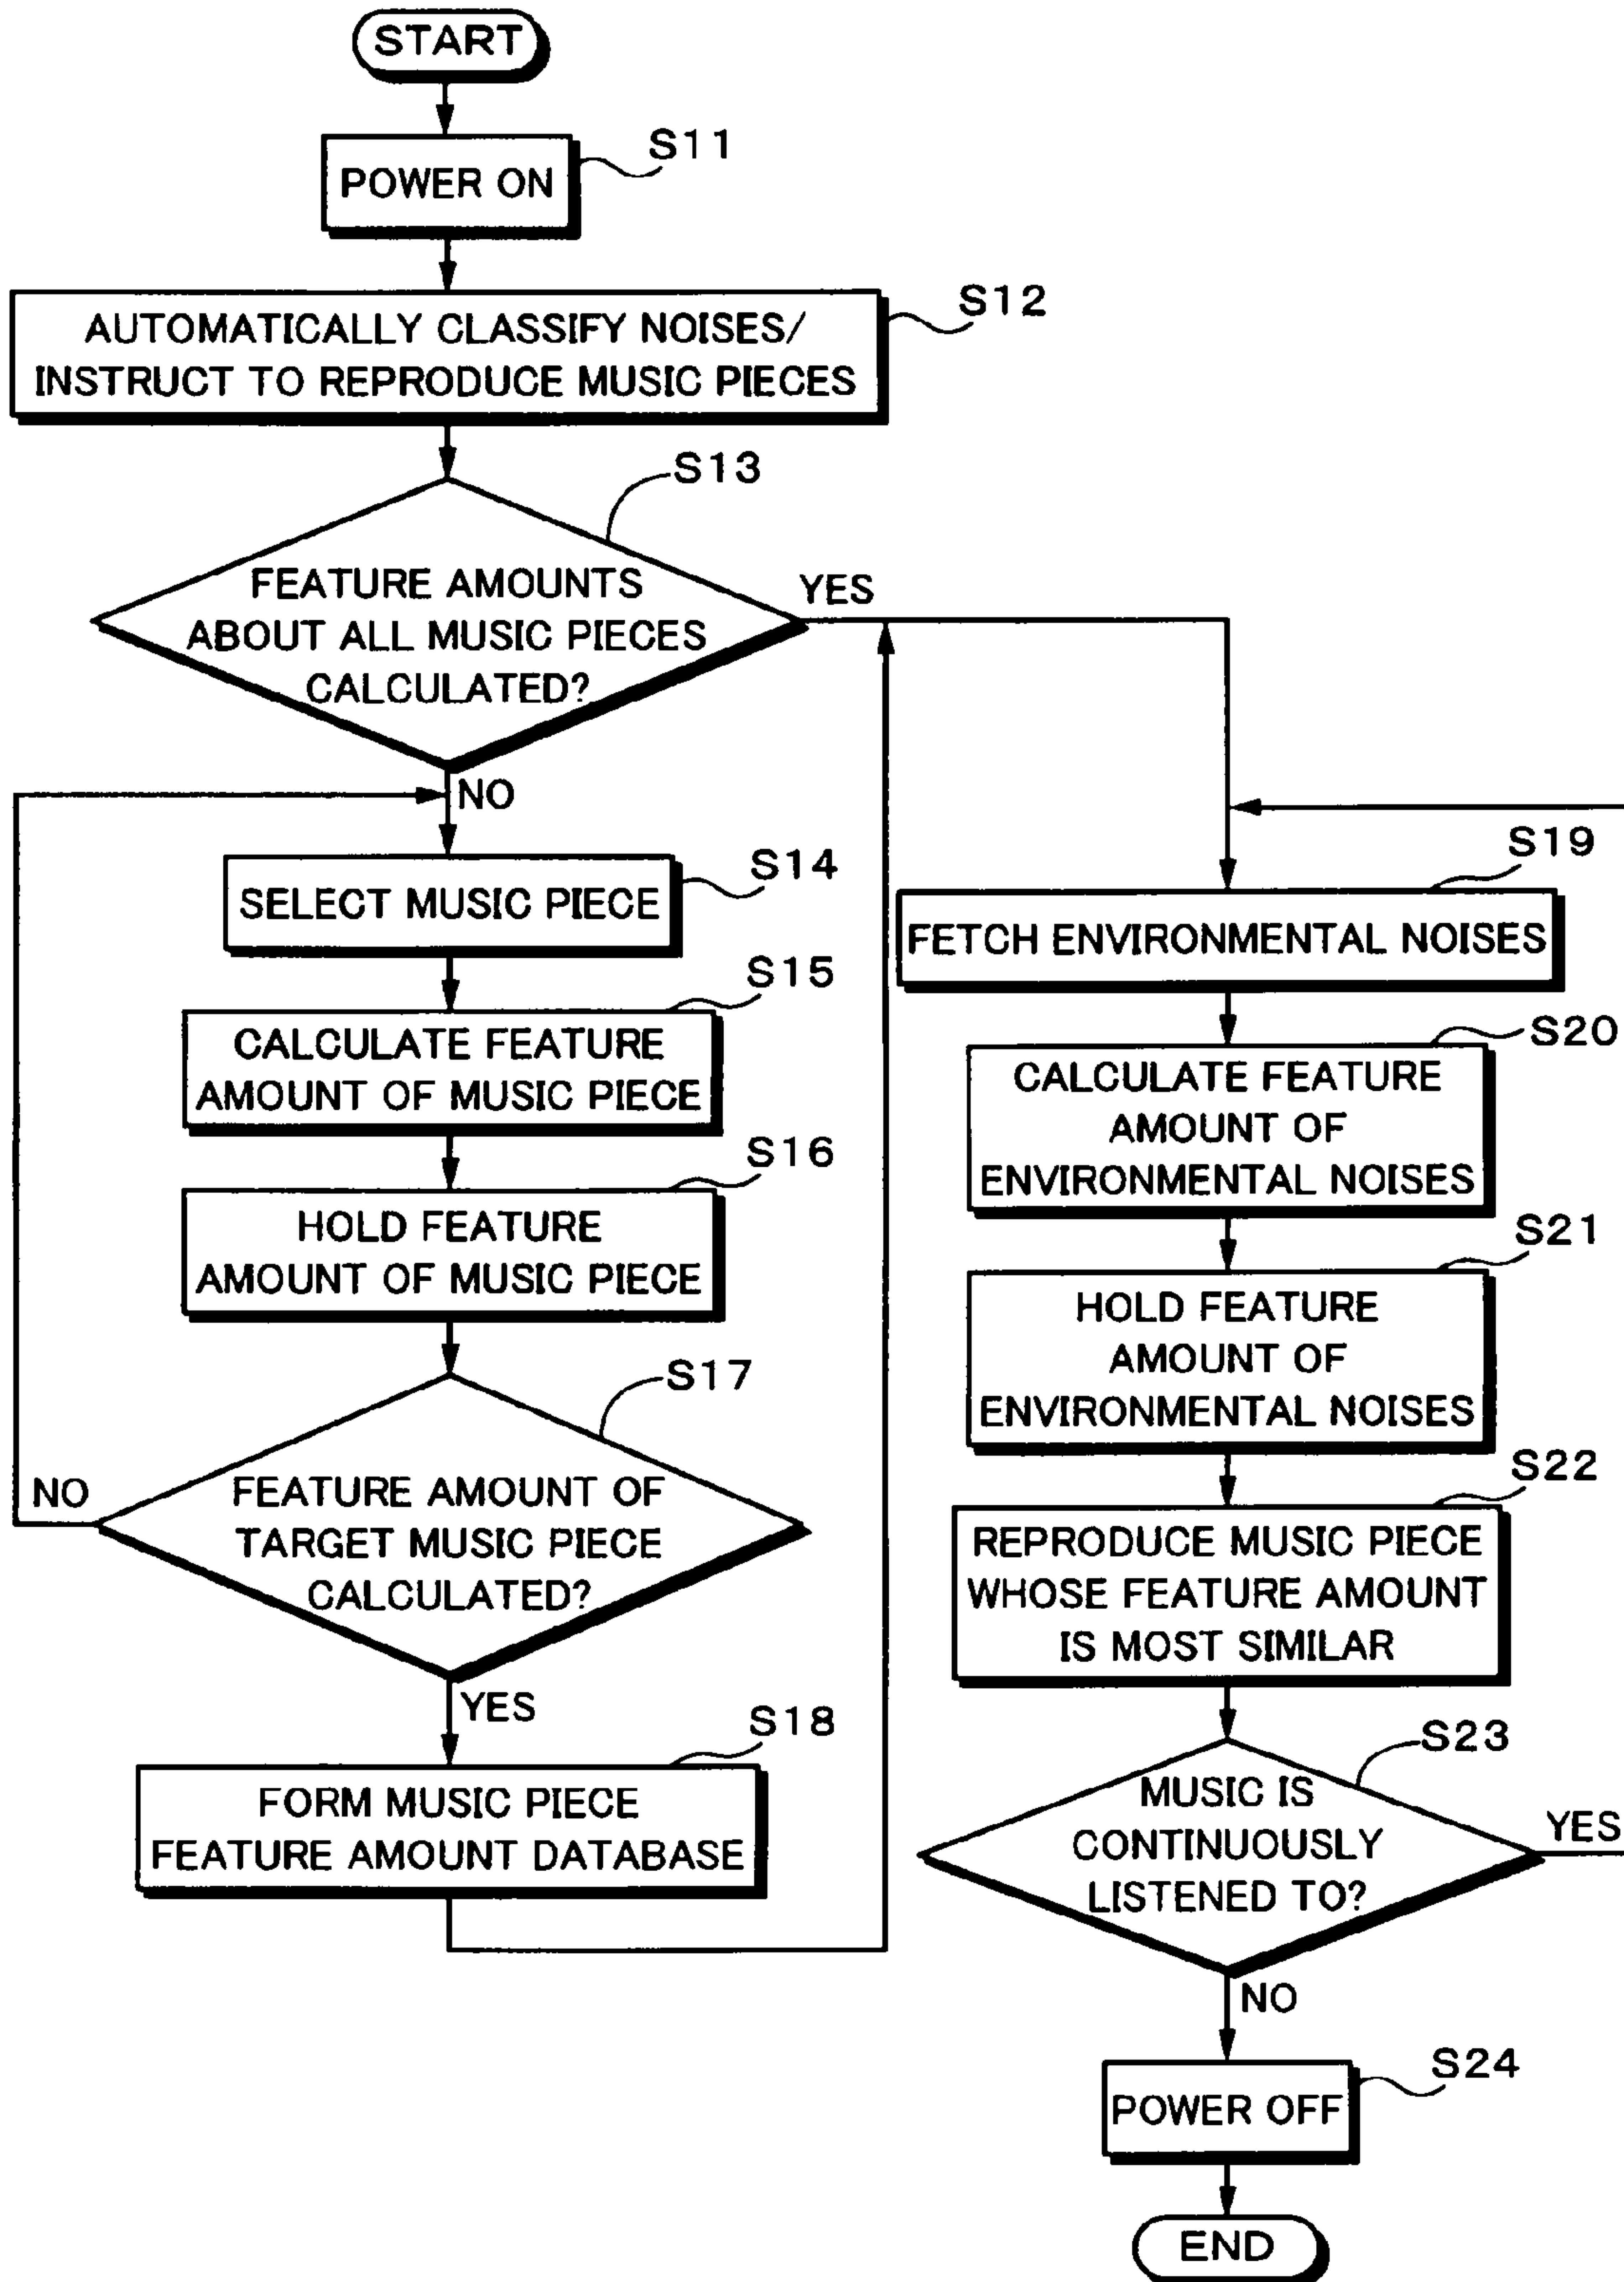 START
S11
POWER ON
S12
AUTOMATICALLY CLASSIFY NOISES/
INSTRUCT TO REPRODUCE MUSIC PIECES
S13
FEATURE AMOUNTS
ABOUT ALL MUSIC PIECES
CALCULATED?
YES
NO
S14
SELECT MUSIC PIECE
S15
CALCULATE FEATURE
AMOUNT OF MUSIC PIECE
S16
HOLD FEATURE
AMOUNT OF MUSIC PIECE
S17
FEATURE AMOUNT OF
TARGET MUSIC PIECE
CALCULATED?
NO
YES
S18
FORM MUSIC PIECE
FEATURE AMOUNT DATABASE
S19
FETCH ENVIRONMENTAL NOISES
S20
CALCULATE FEATURE
AMOUNT OF
ENVIRONMENTAL NOISES
S21
HOLD FEATURE
AMOUNT OF
ENVIRONMENTAL NOISES
S22
REPRODUCE MUSIC PIECE
WHOSE FEATURE AMOUNT
IS MOST SIMILAR
S23
MUSIC IS
CONTINUOUSLY
LISTENED TO?
YES
NO
S24
POWER OFF
END